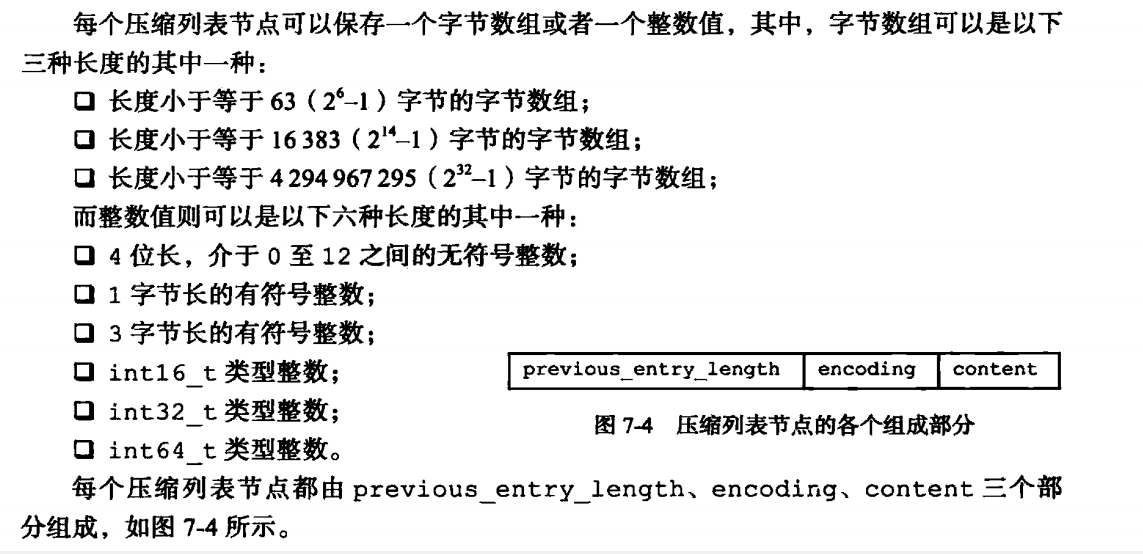 每个压缩列表节点可以保存一个字节数组或者一个整数值，其中，字节数组可以是以下
三种长度的其中一种：
❑ 长度小于等于 63（2⁶–1）字节的字节数组；
❑ 长度小于等于 16 383（2¹⁴–1）字节的字节数组；
❑ 长度小于等于 4 294 967 295（2³²–1）字节的字节数组；
而整数值则可以是以下六种长度的其中一种：
❑ 4 位长，介于 0 至 12 之间的无符号整数；
❑ 1 字节长的有符号整数；
❑ 3 字节长的有符号整数；
❑ int16_t 类型整数；
❑ int32_t 类型整数；
❑ int64_t 类型整数。
previous_entry_length encoding content
图 7-4 压缩列表节点的各个组成部分
每个压缩列表节点都由 previous_entry_length、encoding、content 三个部
分组成，如图 7-4 所示。